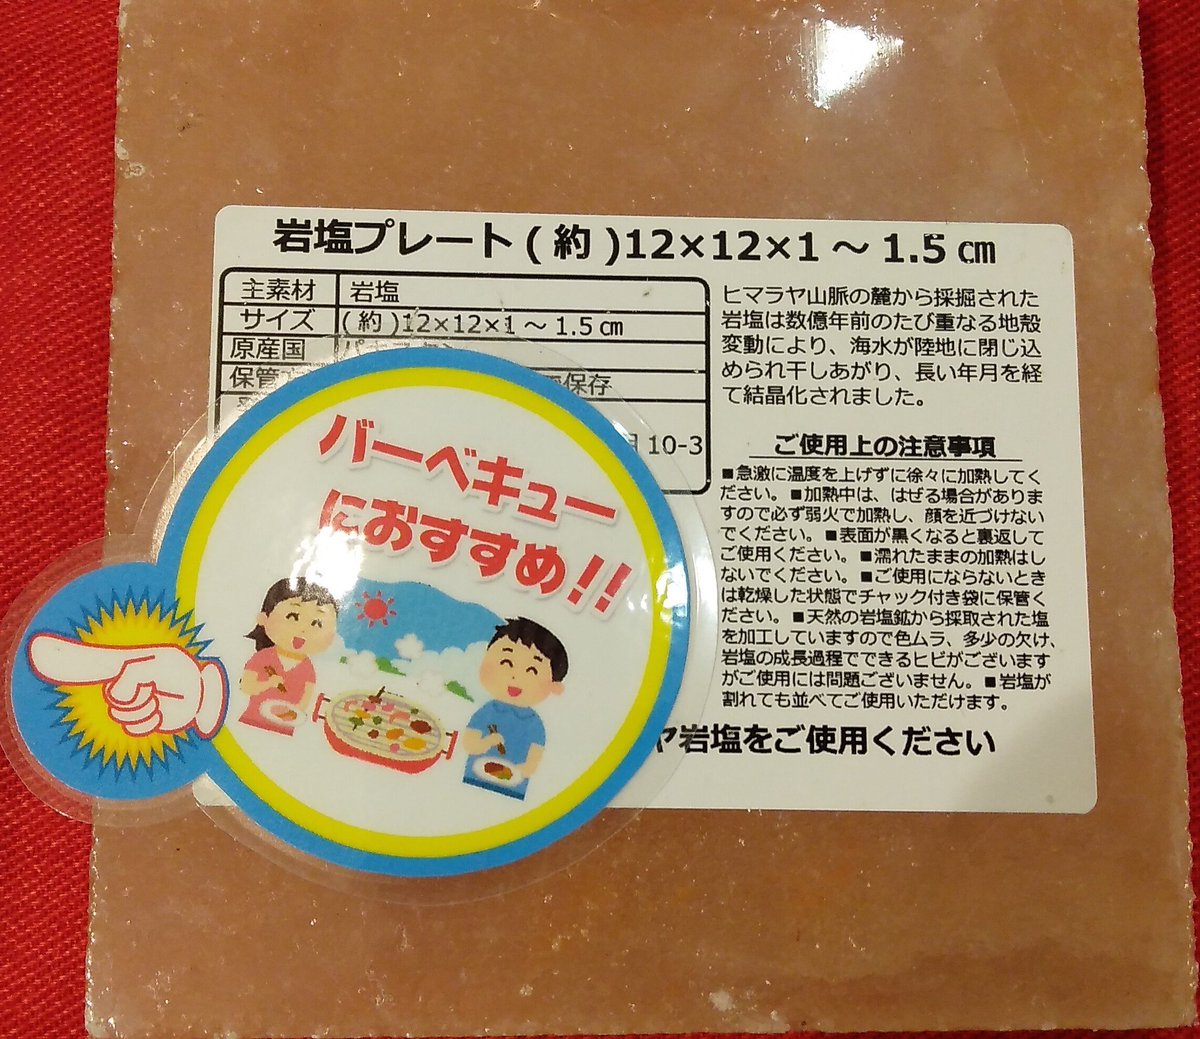 岩塩プレート(約)12×12×1～1.5㎝
主素材 岩塩
サイズ (約)12×12×1～1.5㎝
原産国
保管 保存
10-3
ヒマラヤ山脈の麓から採掘された
岩塩は数億年前のたび重なる地殻
変動により、海水が陸地に閉じ込
められ干しあがり、長い年月を経
て結晶化されました。
ご使用上の注意事項
■急激に温度を上げずに徐々に加熱してく
ださい。■加熱中は、はぜる場合がありま
すので必ず弱火で加熱し、顔を近づけない
でください。■表面が黒くなると裏返して
ご使用ください。■濡れたままの加熱はし
ないでください。■ご使用にならないとき
は乾燥した状態でチャック付き袋に保管く
ださい。■天然の岩塩鉱から採取された塩
を加工していますので色ムラ、多少の欠け、
岩塩の成長過程でできるヒビがございます
がご使用には問題ございません。■岩塩が
割れても並べてご使用いただけます。
ヤ岩塩をご使用ください
バーベキュー
におすすめ!!